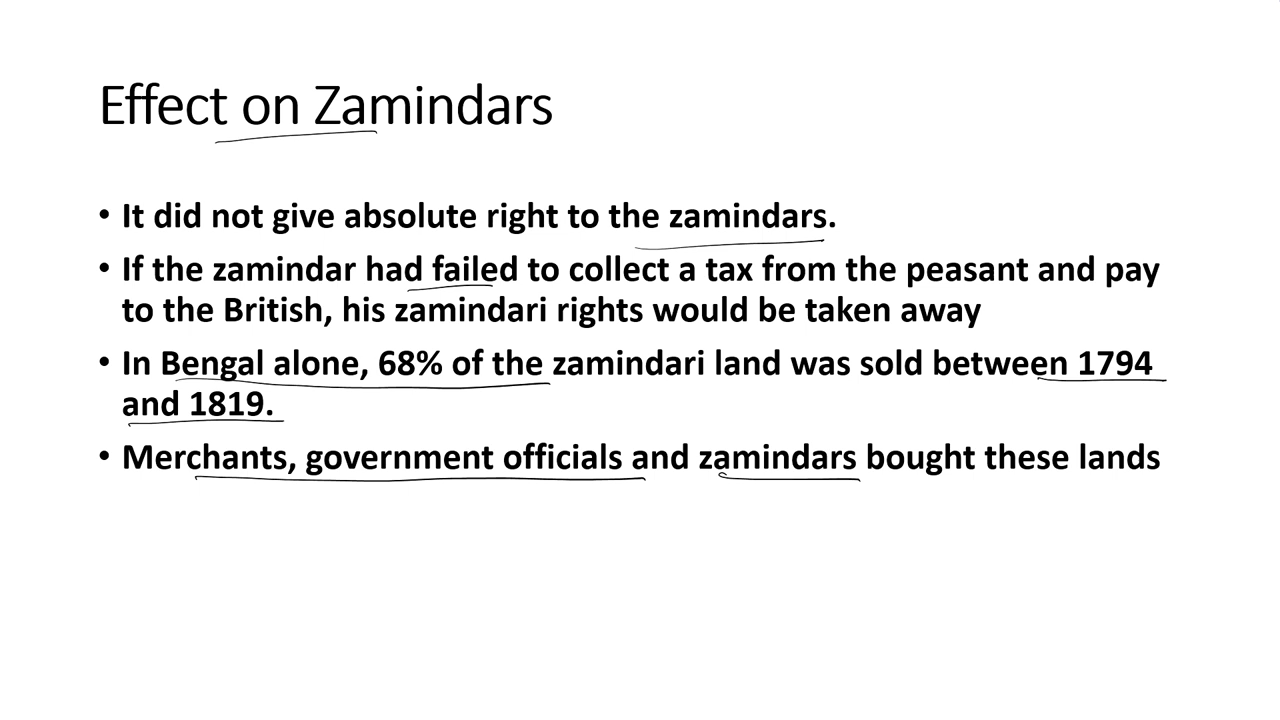 Effect on Zamindars
• It did not give absolute right to the zamindars.
• If the zamindar had failed to collect a tax from the peasant and pay
to the British, his zamindari rights would be taken away
• In Bengal alone, 68% of the zamindari land was sold between 1794
and 1819.
• Merchants, government officials and zamindars bought these lands